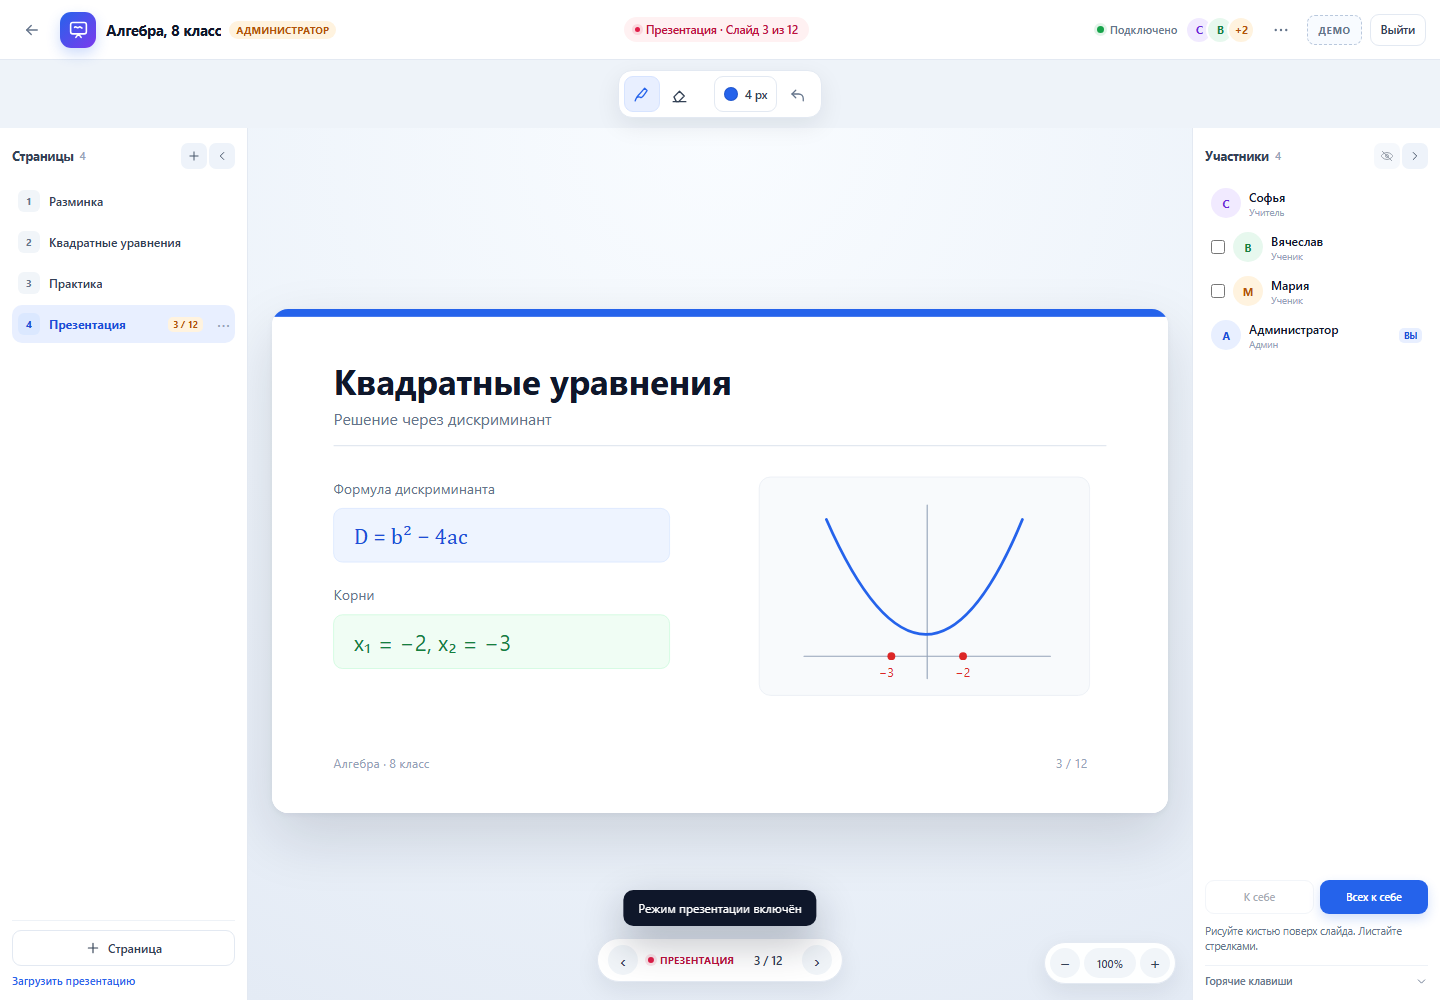 Алгебра, 8 класс
АДМИНИСТРАТОР
Презентация · Слайд 3 из 12
Подключено
С
В
+2
ДЕМО
Выйти
4 px
Страницы 4
1 Разминка
2 Квадратные уравнения
3 Практика
4 Презентация 3 / 12
Квадратные уравнения
Решение через дискриминант
Формула дискриминанта
D = b² − 4ac
Корни
x₁ = −2, x₂ = −3
−3
−2
Алгебра · 8 класс
3 / 12
Режим презентации включён
ПРЕЗЕНТАЦИЯ 3 / 12
100%
Страница
Загрузить презентацию
Участники 4
С
Софья
Учитель
В
Вячеслав
Ученик
М
Мария
Ученик
А
Администратор
Админ
ВЫ
К себе
Всех к себе
Рисуйте кистью поверх слайда. Листайте
стрелками.
Горячие клавиши